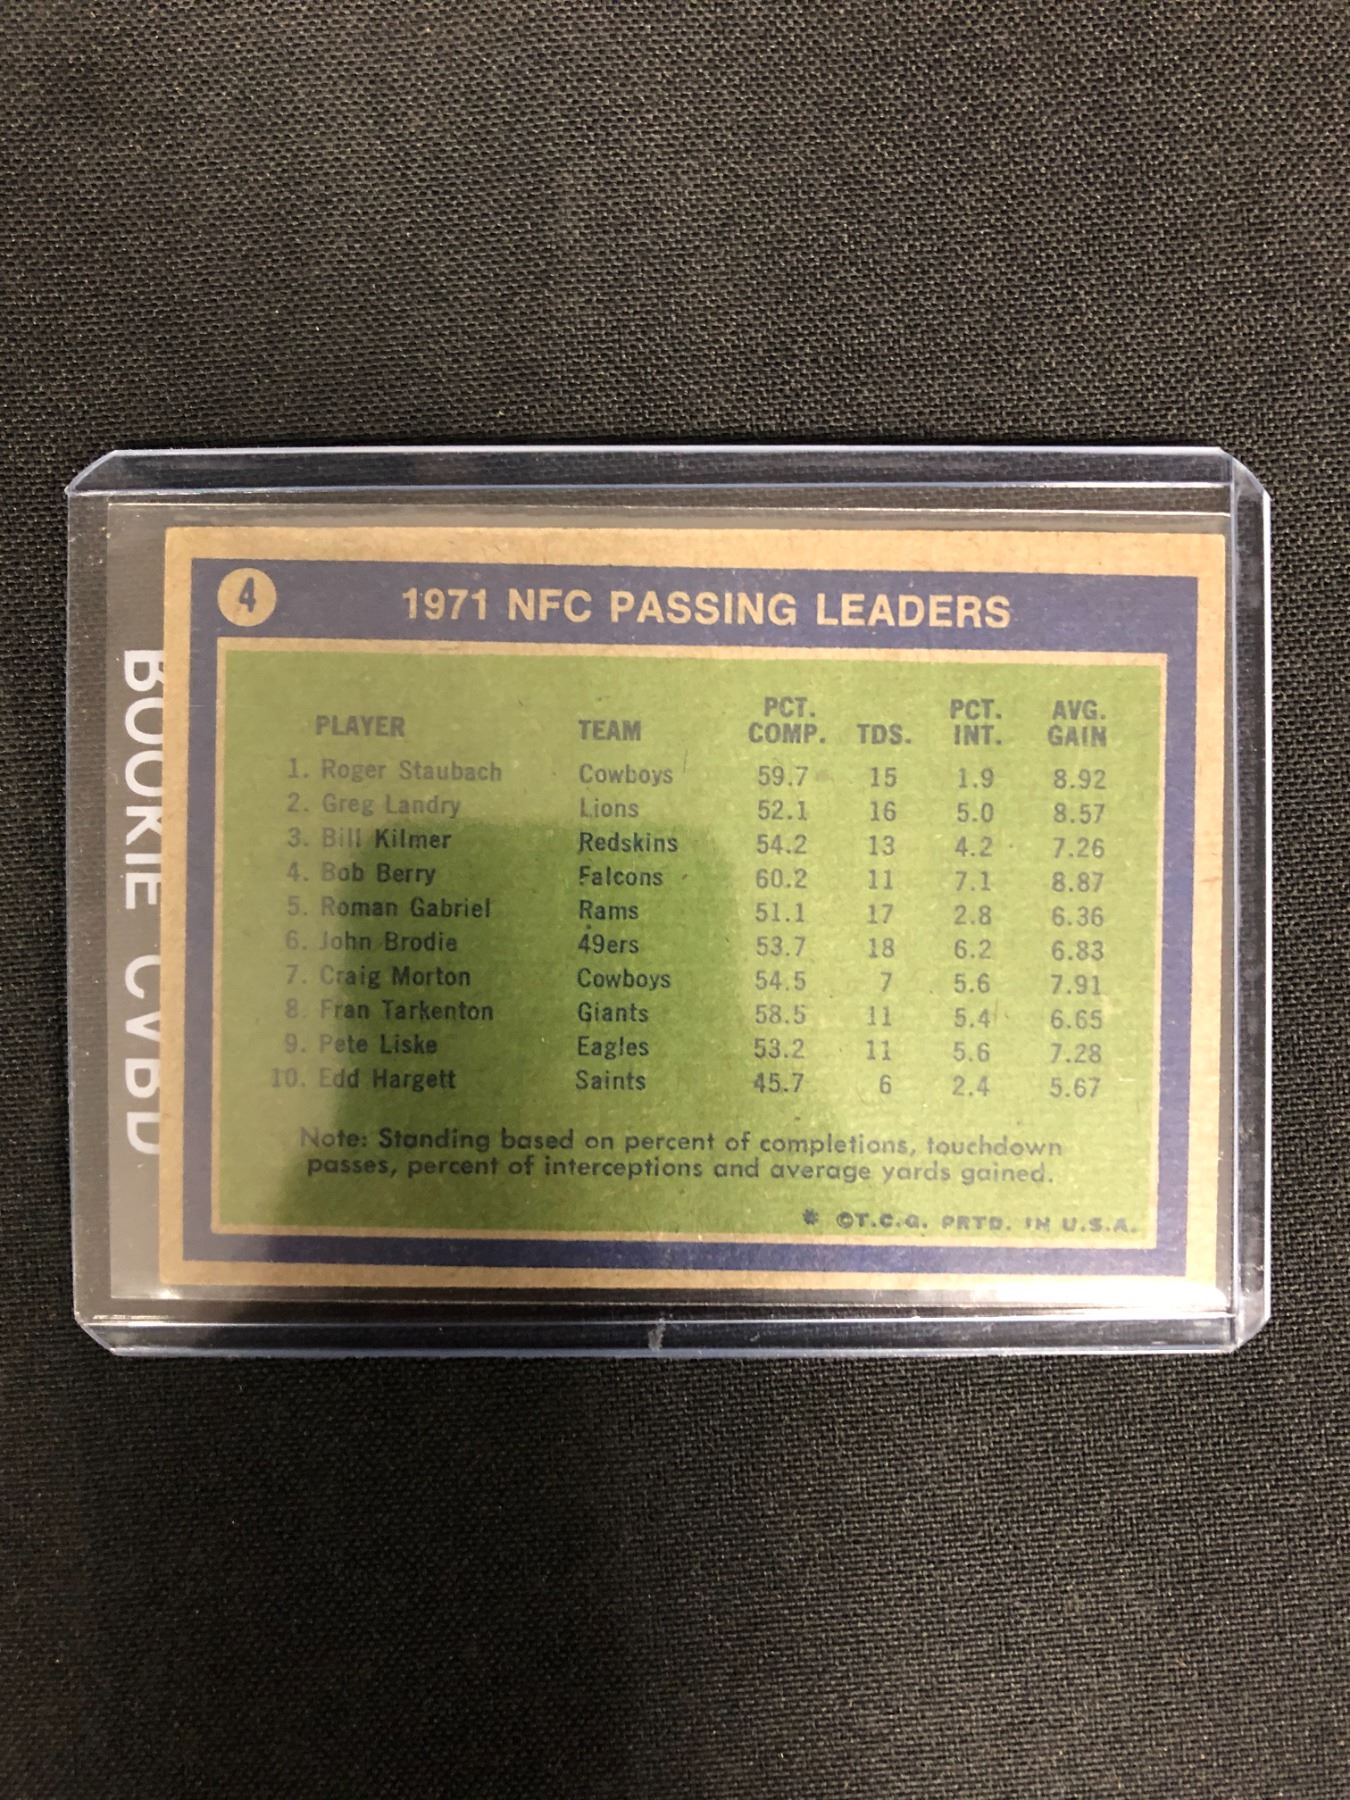 4 1971 NFC PASSING LEADERS
PLAYER TEAM PCT. COMP. TDS. PCT. INT. AVG. GAIN
1. Roger Staubach Cowboys 59.7 15 1.9 8.92
2. Greg Landry Lions 52.1 16 5.0 8.57
3. Bill Kilmer Redskins 54.2 13 4.2 7.26
4. Bob Berry Falcons 60.2 11 7.1 8.87
5. Roman Gabriel Rams 51.1 17 2.8 6.36
6. John Brodie 49ers 53.7 18 6.2 6.83
7. Craig Morton Cowboys 54.5 7 5.6 7.91
8. Fran Tarkenton Giants 58.5 11 5.4 6.65
9. Pete Liske Eagles 53.2 11 5.6 7.28
10. Edd Hargett Saints 45.7 6 2.4 5.67
Note: Standing based on percent of completions, touchdown
passes, percent of interceptions and average yards gained.
* ©T.C.G. PRTD. IN U.S.A.